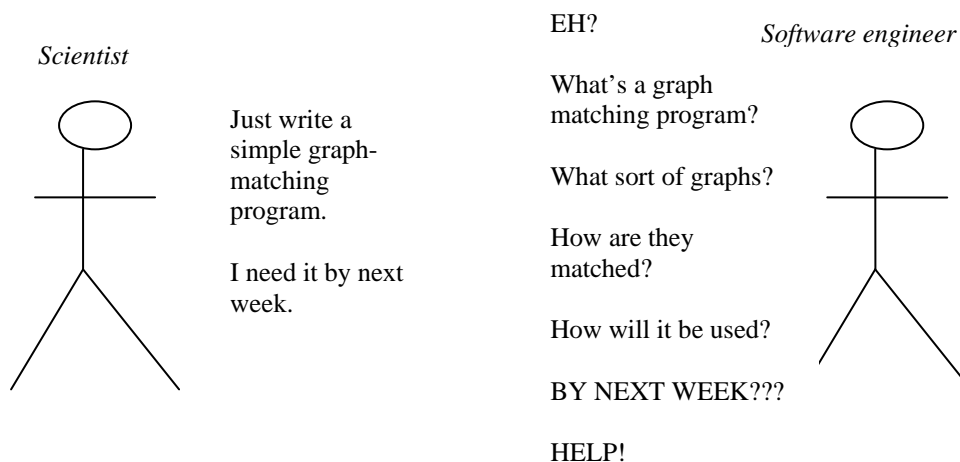 Scientist
Just write a
simple graph-
matching
program.
I need it by next
week.
EH?
Software engineer
What’s a graph
matching program?
What sort of graphs?
How are they
matched?
How will it be used?
BY NEXT WEEK???
HELP!